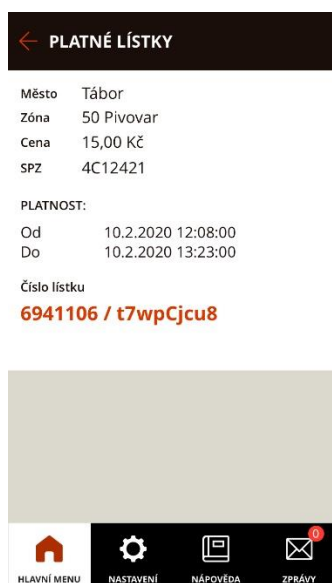 PLATNÉ LÍSTKY
Město Tábor
Zóna 50 Pivovar
Cena 15,00 Kč
SPZ 4C12421
PLATNOST:
Od 10.2.2020 12:08:00
Do 10.2.2020 13:23:00
Číslo lístku
6941106 / t7wpCjcu8
0
HLAVNÍ MENU NASTAVENÍ NÁPOVĚDA ZPRÁVY